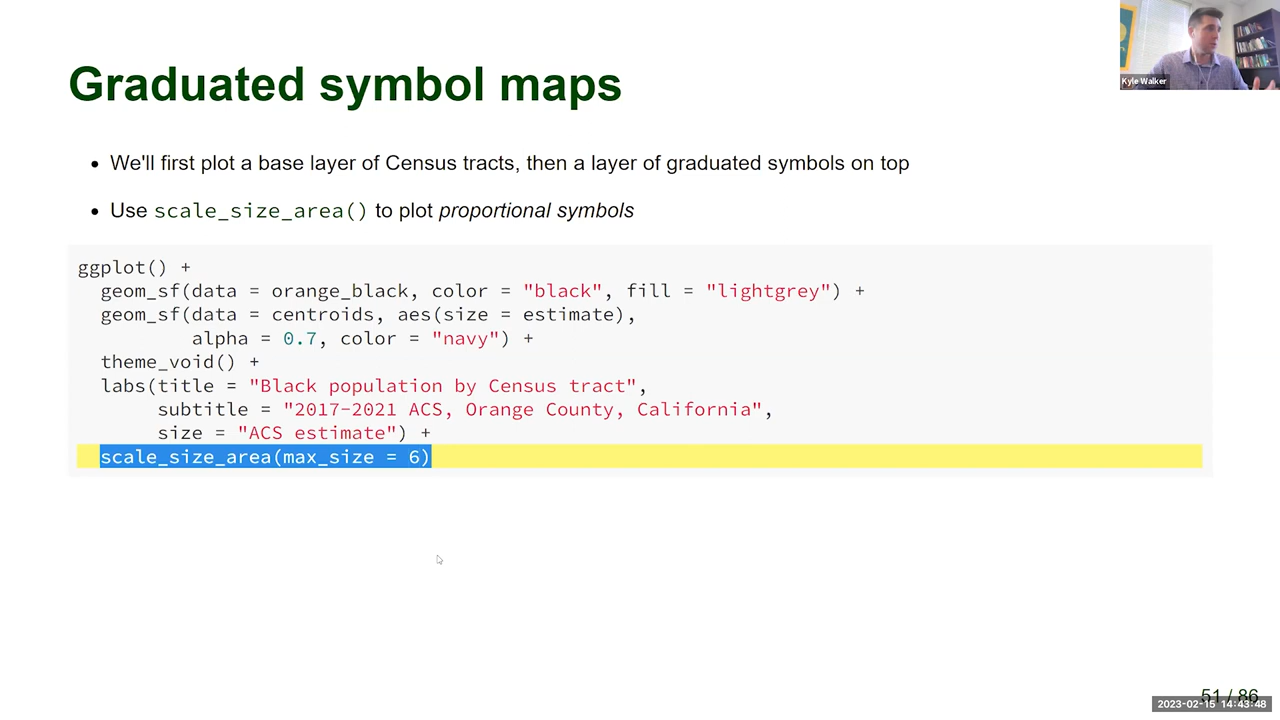 Graduated symbol maps
Kyle Walker
• We'll first plot a base layer of Census tracts, then a layer of graduated symbols on top
• Use scale_size_area() to plot proportional symbols
ggplot() +
  geom_sf(data = orange_black, color = "black", fill = "lightgrey") +
  geom_sf(data = centroids, aes(size = estimate),
          alpha = 0.7, color = "navy") +
  theme_void() +
  labs(title = "Black population by Census tract",
       subtitle = "2017-2021 ACS, Orange County, California",
       size = "ACS estimate") +
  scale_size_area(max_size = 6)
51 / 86
2023-02-15 14:43:48